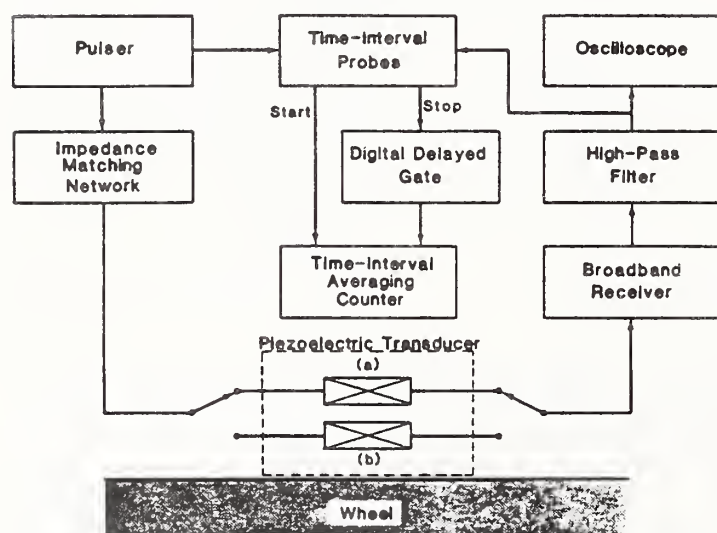 Pulser
Time-Interval
Probes
Oscilloscope
Start
Stop
Impedance
Matching
Network
Digital Delayed
Gate
High-Pass
Filter
Time-Interval
Averaging
Counter
Broadband
Receiver
Piezoelectric Transducer
(a)
(b)
Wheel